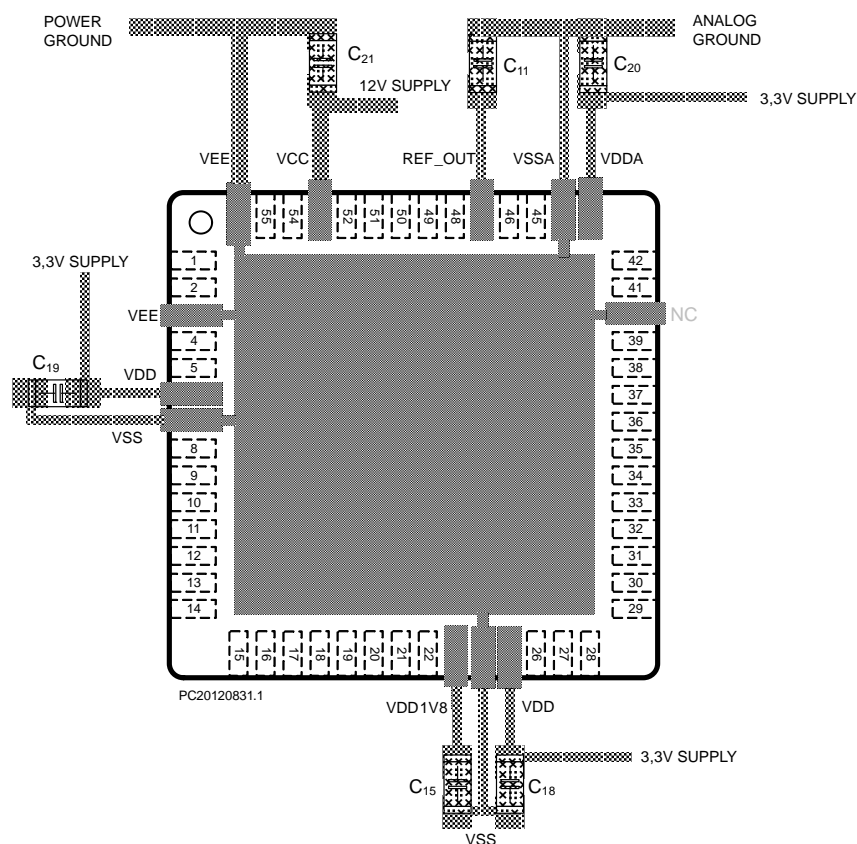 POWER
GROUND
C21
12V SUPPLY
C11
C20
ANALOG
GROUND
3,3V SUPPLY
VEE
VCC
REF_OUT
VSSA
VDDA
55
54
52
51
50
49
48
46
45
3,3V SUPPLY
1
2
VEE
4
5
C19
VDD
VSS
8
9
10
11
12
13
14
42
41
NC
39
38
37
36
35
34
33
32
31
30
29
15
16
17
18
19
20
21
22
26
27
28
PC20120831.1
VDD1V8
VDD
3,3V SUPPLY
C15
C18
VSS